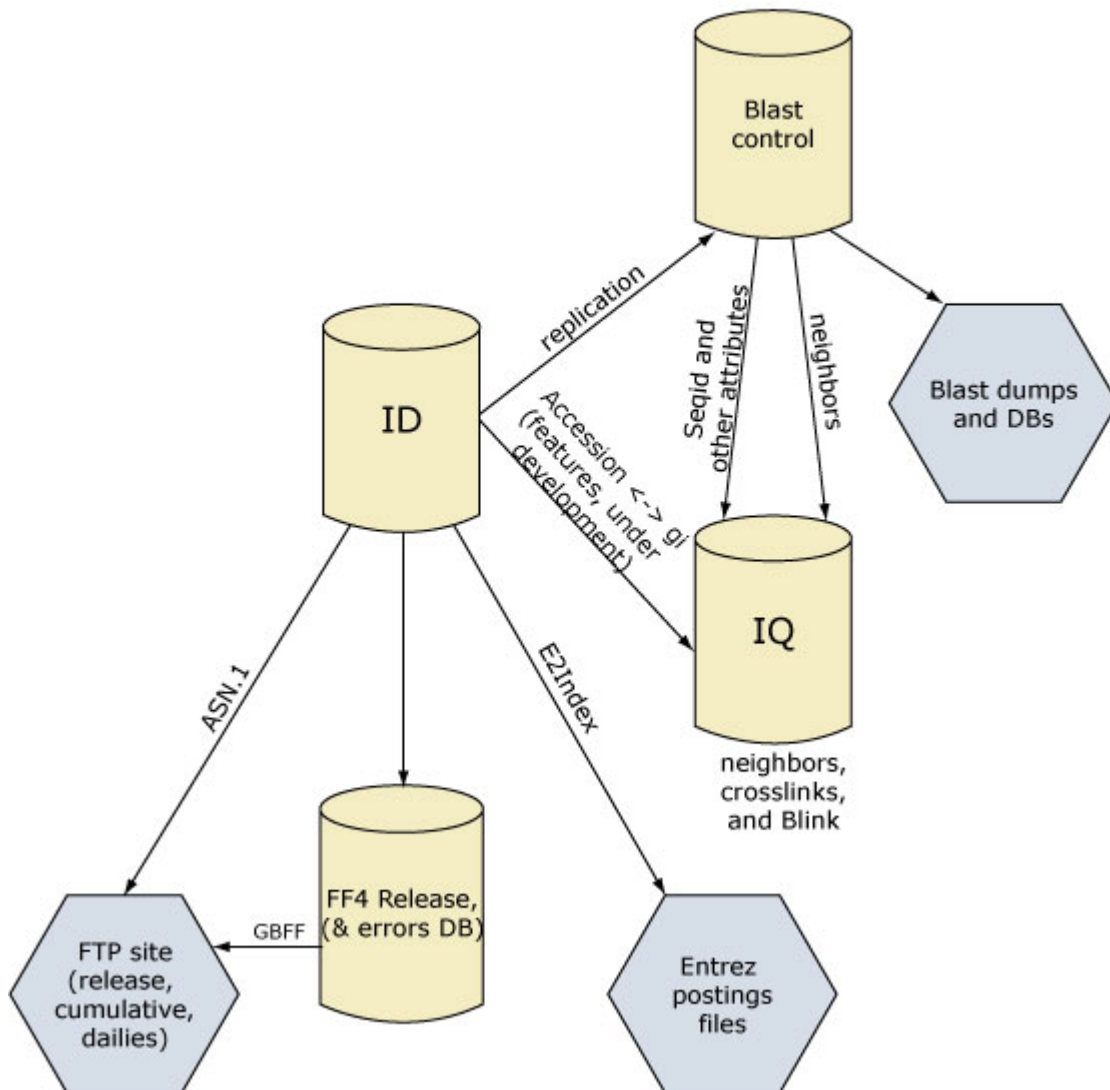 Blast
control
replication
Seqid and
other attributes
neighbors
Blast dumps
and DBs
ID
Accession <-> gi
(features, under
development)
IQ
neighbors,
crosslinks,
and Blink
ASN.1
E2Index
FF4 Release,
(& errors DB)
GBFF
FTP site
(release,
cumulative,
dailies)
Entrez
postings
files